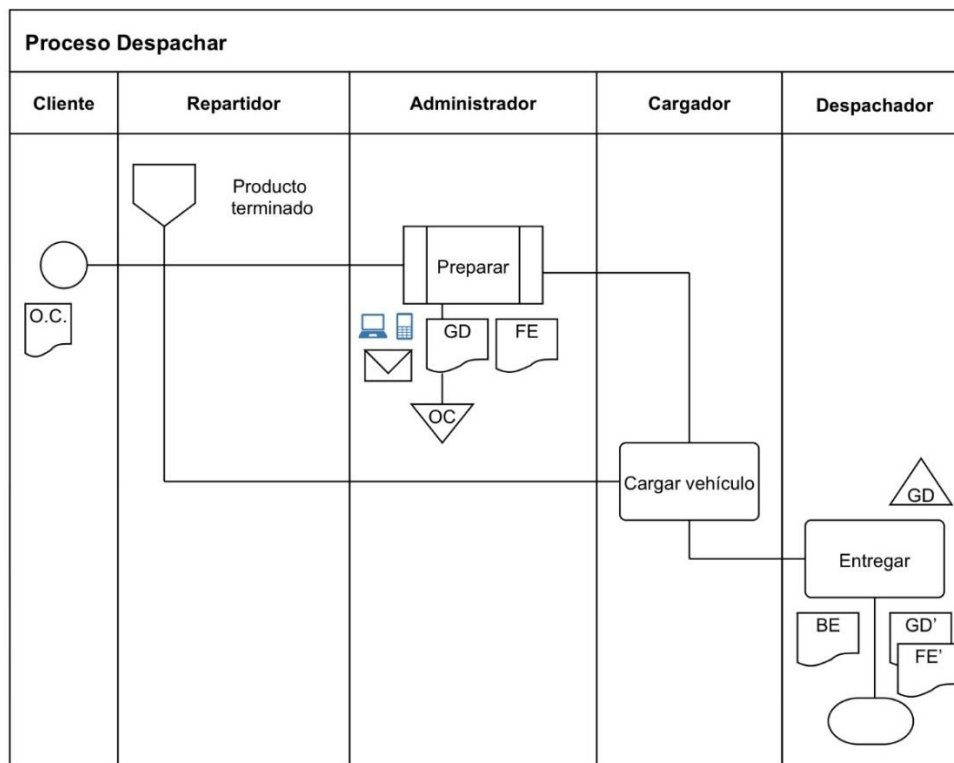 Proceso Despachar
Cliente
Repartidor
Administrador
Cargador
Despachador
Producto
terminado
Preparar
O.C.
GD
FE
OC
Cargar vehículo
GD
Entregar
BE
GD’
FE’